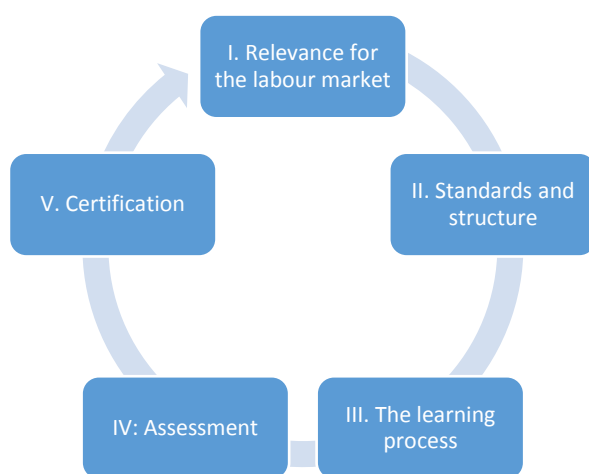 I. Relevance for
the labour market
II. Standards and
structure
III. The learning
process
IV: Assessment
V. Certification